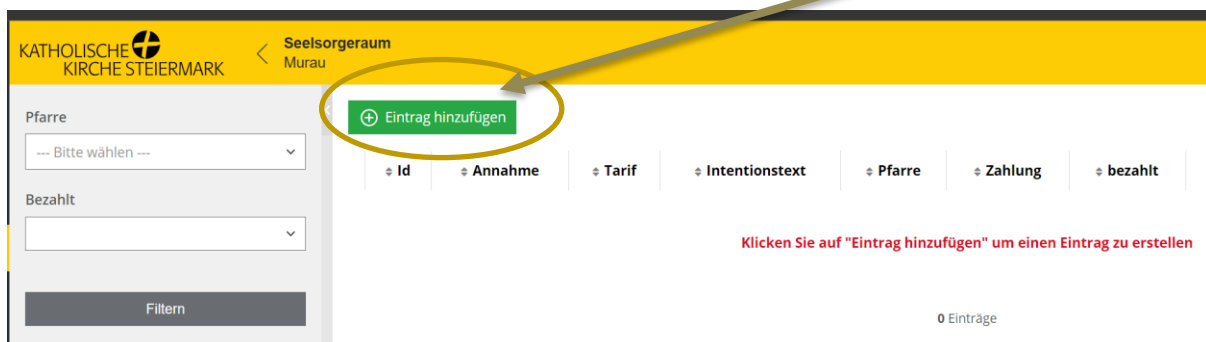 KATHOLISCHE
KIRCHE STEIERMARK
Seelsorgeraum
Murau
Pfarre
--- Bitte wählen ---
Bezahlt
Filtern
Eintrag hinzufügen
Id Annahme Tarif Intentionstext Pfarre Zahlung bezahlt
Klicken Sie auf "Eintrag hinzufügen" um einen Eintrag zu erstellen
0 Einträge